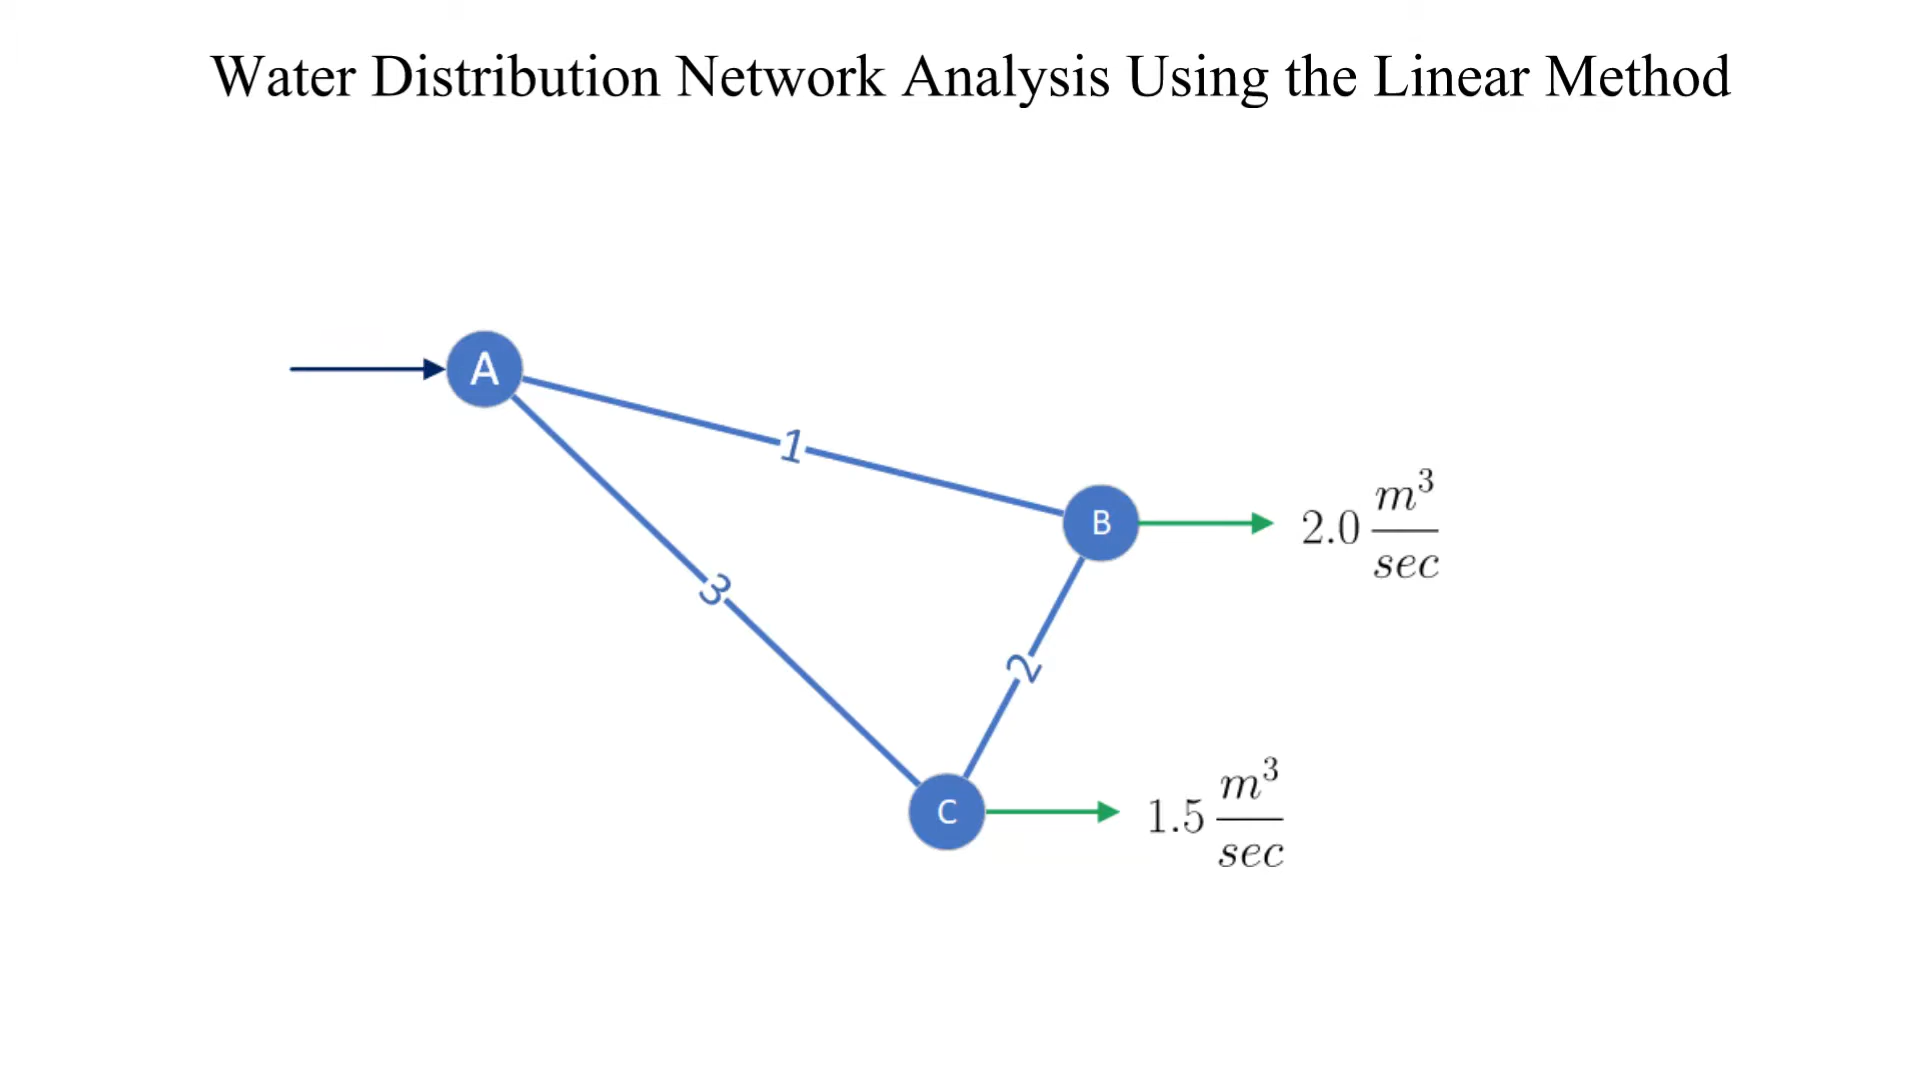 Water Distribution Network Analysis Using the Linear Method
A
1
B
2.0 m³/sec
3
2
C
1.5 m³/sec